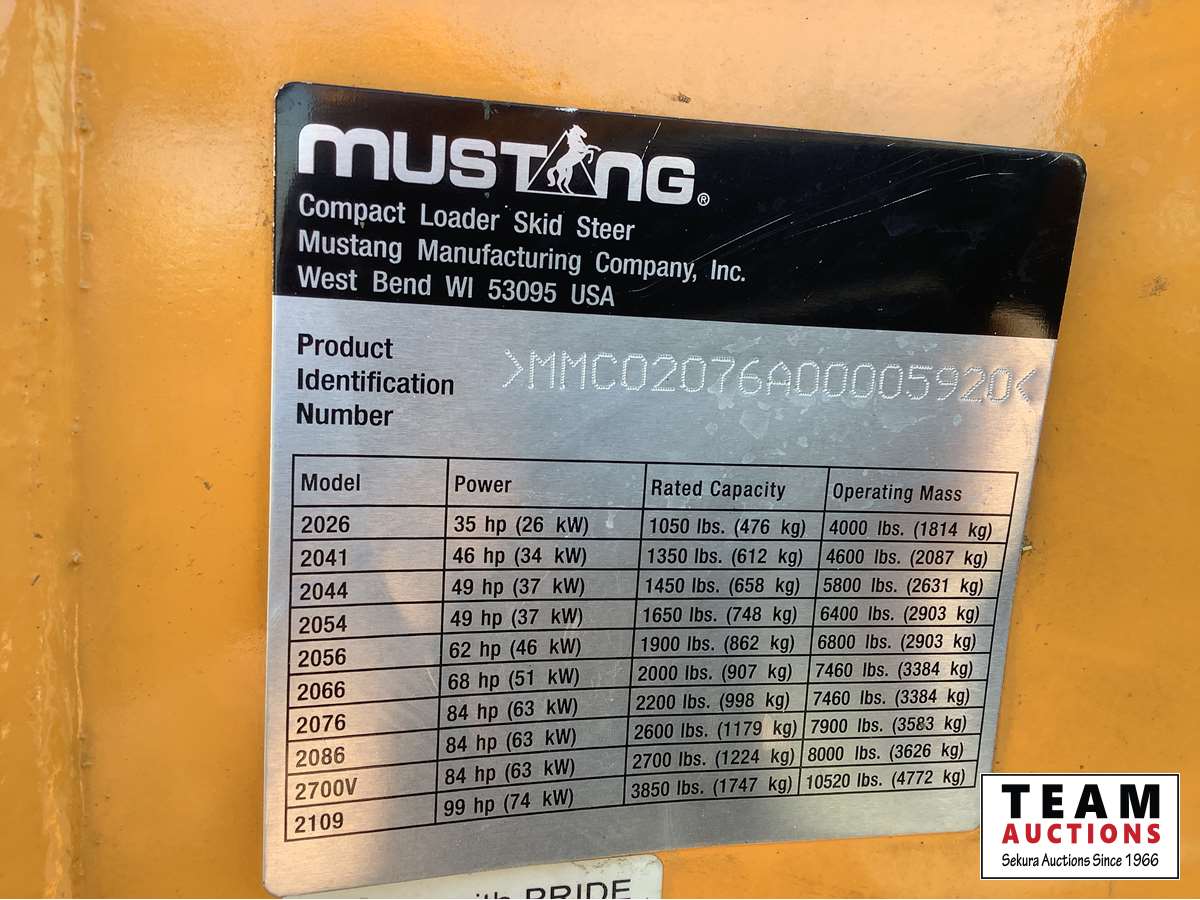 MUSTANG®
Compact Loader Skid Steer
Mustang Manufacturing Company, Inc.
West Bend WI 53095 USA
Product
Identification
Number
>MMC02076A00005920<
Model Power Rated Capacity Operating Mass
2026 35 hp (26 kW) 1050 lbs. (476 kg) 4000 lbs. (1814 kg)
2041 46 hp (34 kW) 1350 lbs. (612 kg) 4600 lbs. (2087 kg)
2044 49 hp (37 kW) 1450 lbs. (658 kg) 5800 lbs. (2631 kg)
2054 49 hp (37 kW) 1650 lbs. (748 kg) 6400 lbs. (2903 kg)
2056 62 hp (46 kW) 1900 lbs. (862 kg) 6800 lbs. (2903 kg)
2066 68 hp (51 kW) 2000 lbs. (907 kg) 7460 lbs. (3384 kg)
2076 84 hp (63 kW) 2200 lbs. (998 kg) 7460 lbs. (3384 kg)
2086 84 hp (63 kW) 2600 lbs. (1179 kg) 7900 lbs. (3583 kg)
2700V 84 hp (63 kW) 2700 lbs. (1224 kg) 8000 lbs. (3626 kg)
2109 99 hp (74 kW) 3850 lbs. (1747 kg) 10520 lbs. (4772 kg)
with PRIDE
TEAM
AUCTIONS
Sekura Auctions Since 1966